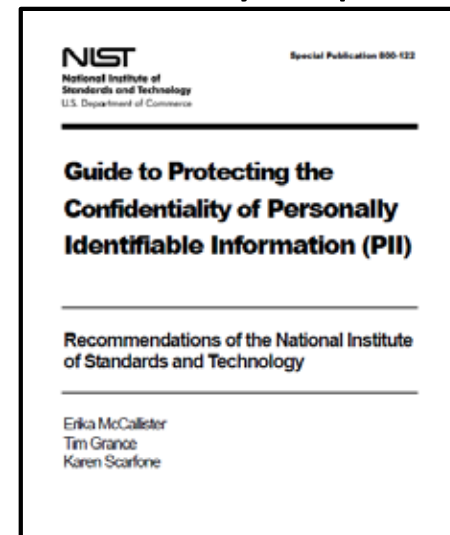 NIST
Special Publication 800-122
National Institute of
Standards and Technology
U.S. Department of Commerce
Guide to Protecting the
Confidentiality of Personally
Identifiable Information (PII)
Recommendations of the National Institute
of Standards and Technology
Erika McCallister
Tim Grance
Karen Scarfone